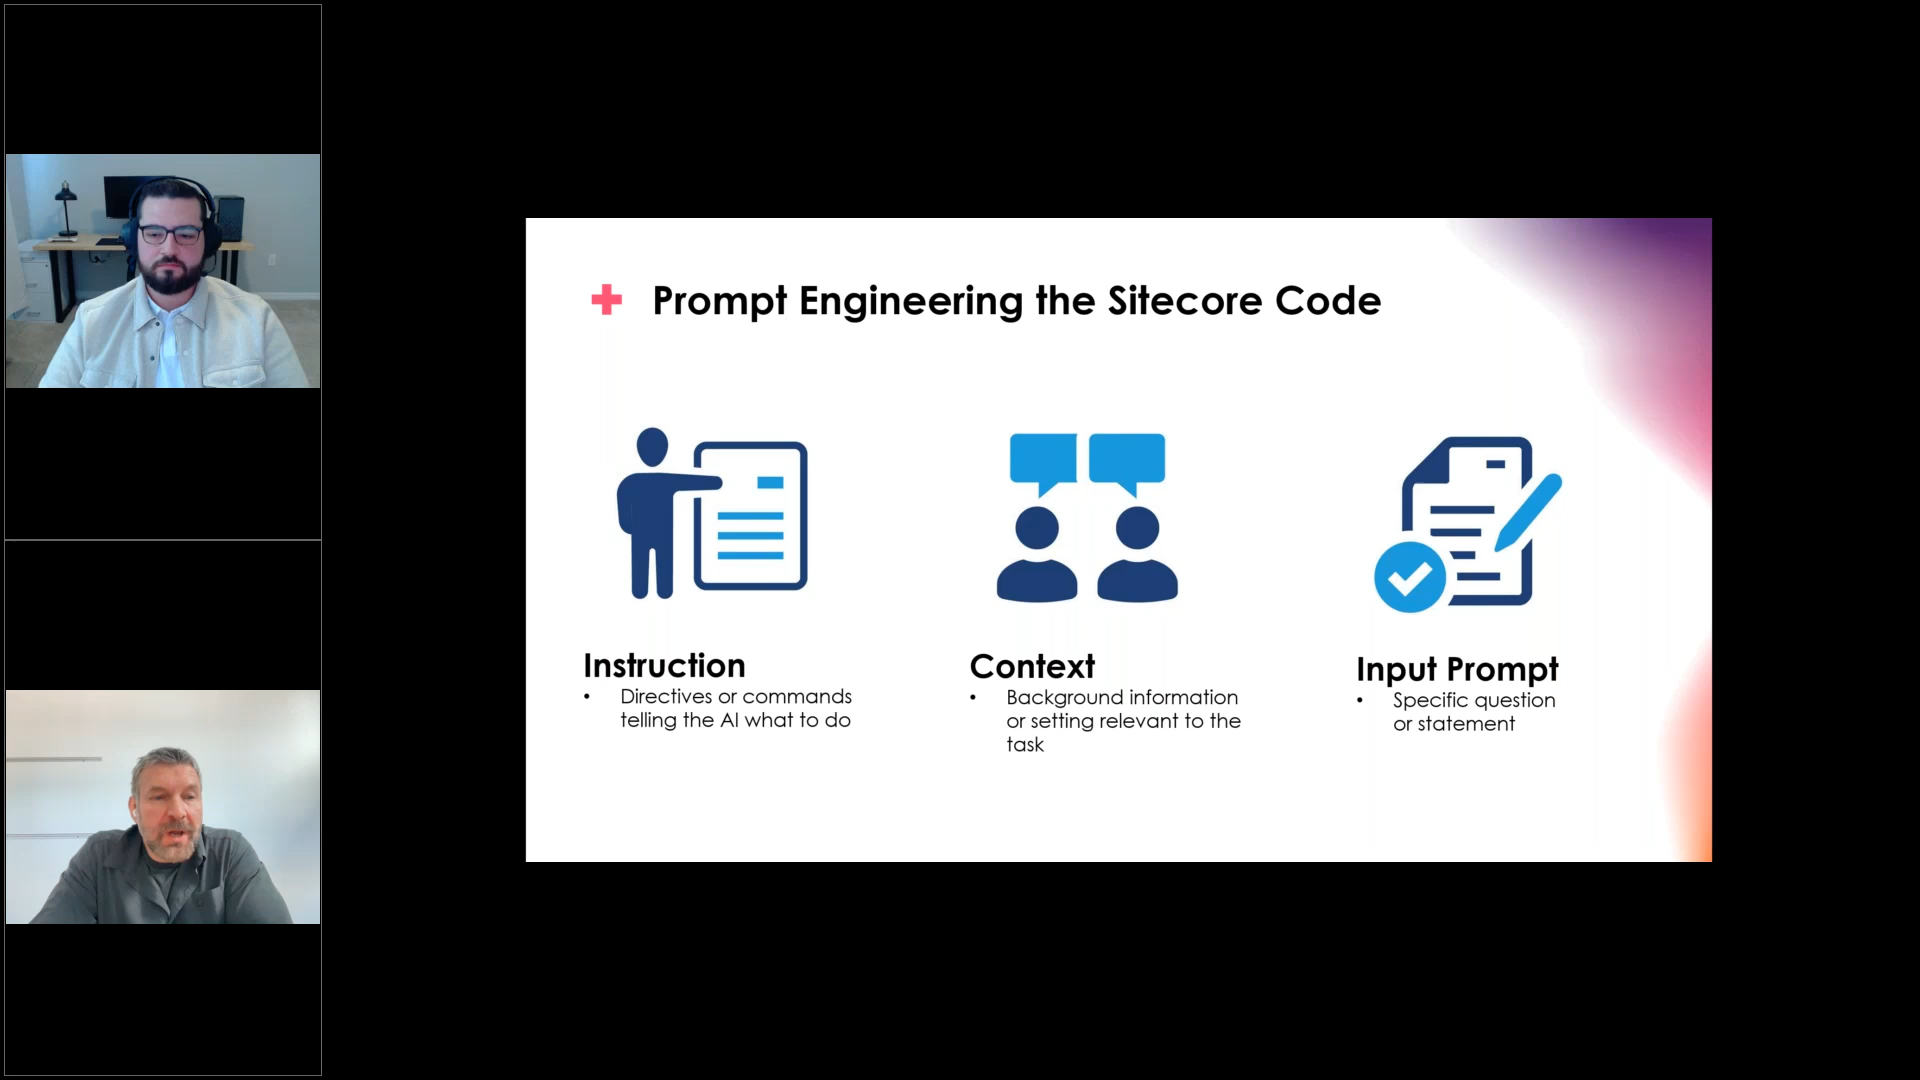 Prompt Engineering the Sitecore Code
Instruction
• Directives or commands
telling the AI what to do
Context
• Background information
or setting relevant to the
task
Input Prompt
• Specific question
or statement